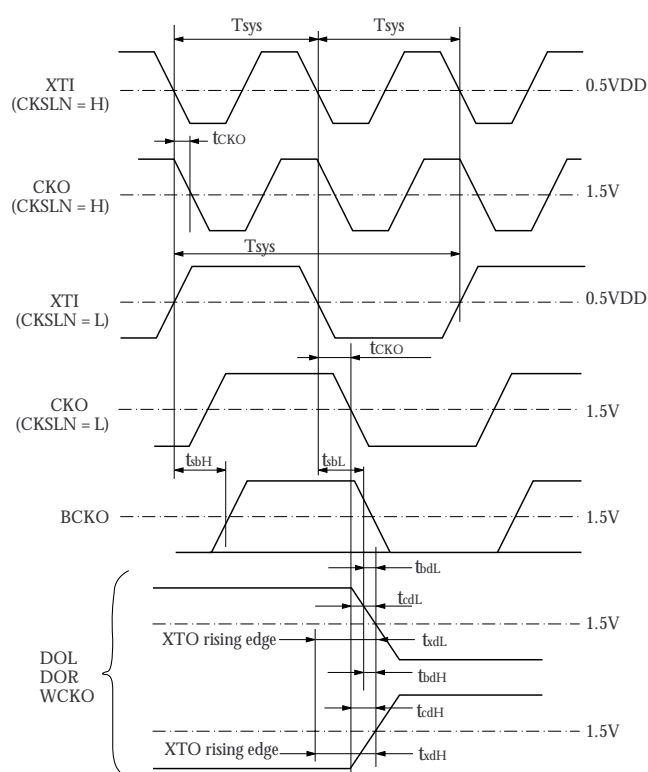 Tsys Tsys
XTI
(CKSLN = H)
0.5VDD
tCKO
CKO
(CKSLN = H)
1.5V
Tsys
XTI
(CKSLN = L)
0.5VDD
tCKO
CKO
(CKSLN = L)
1.5V
tsbH tsbL
BCKO
1.5V
tbdL
tcdL
1.5V
XTO rising edge
txdL
DOL
DOR
WCKO
tbdH
tcdH
1.5V
XTO rising edge
txdH